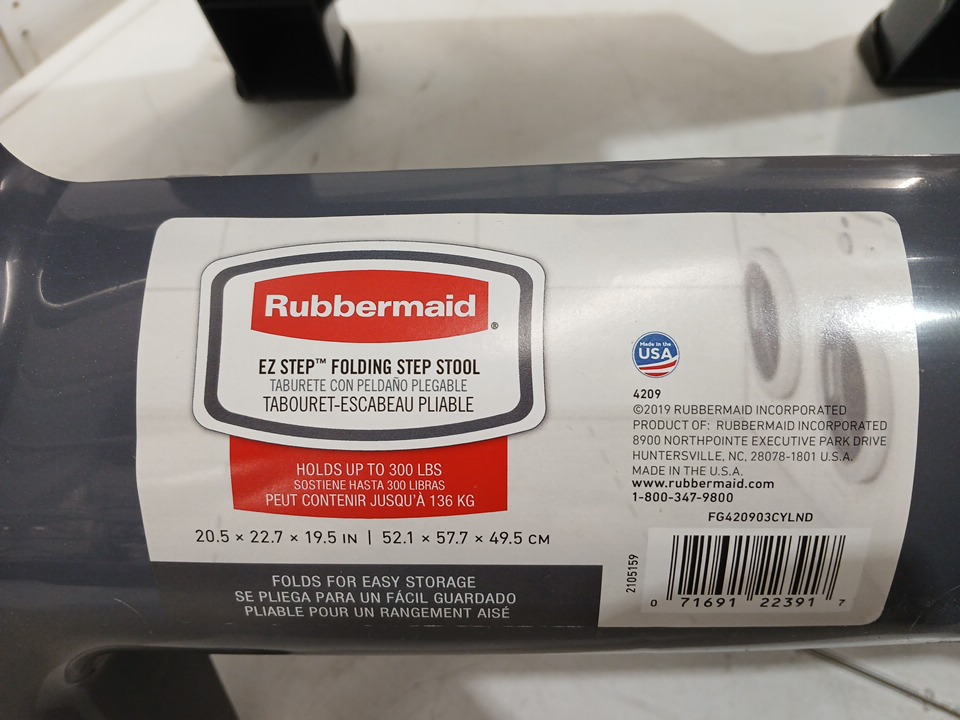 Rubbermaid®
EZ STEP™ FOLDING STEP STOOL
TABURETE CON PELDAÑO PLEGABLE
TABOURET-ESCABEAU PLIABLE
HOLDS UP TO 300 LBS
SOSTIENE HASTA 300 LIBRAS
PEUT CONTENIR JUSQU'À 136 KG
20.5 × 22.7 × 19.5 IN | 52.1 × 57.7 × 49.5 CM
FOLDS FOR EASY STORAGE
SE PLIEGA PARA UN FÁCIL GUARDADO
PLIABLE POUR UN RANGEMENT AISÉ
Made in the
USA
4209
©2019 RUBBERMAID INCORPORATED
PRODUCT OF: RUBBERMAID INCORPORATED
8900 NORTHPOINTE EXECUTIVE PARK DRIVE
HUNTERSVILLE, NC, 28078-1801 U.S.A.
MADE IN THE U.S.A.
www.rubbermaid.com
1-800-347-9800
FG420903CYLND
2105159
0 71691 22391 7